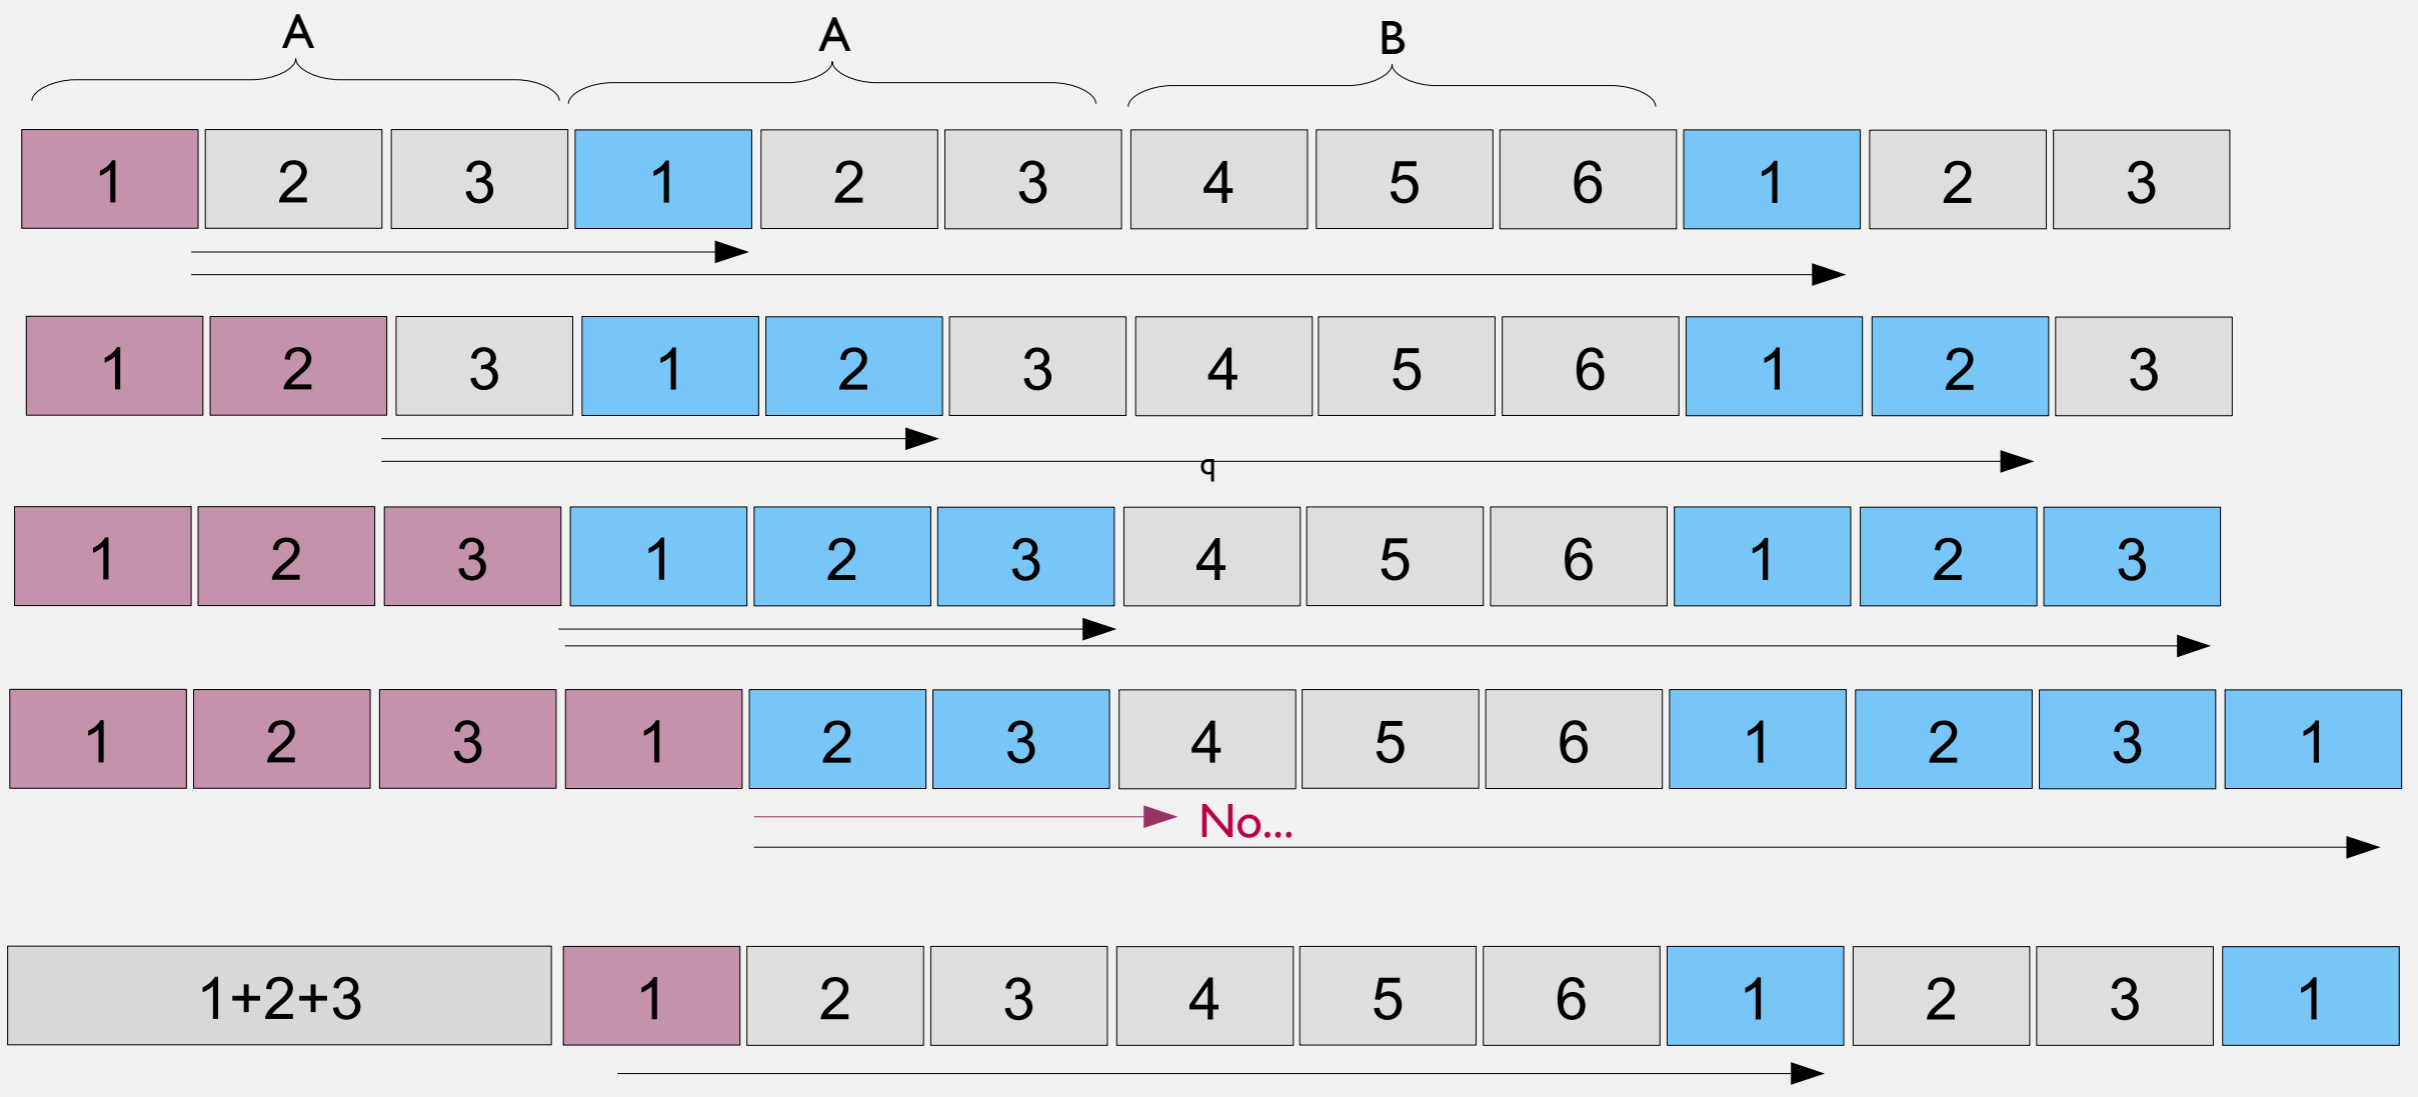 A A B
1 2 3 1 2 3 4 5 6 1 2 3
1 2 3 1 2 3 4 5 6 1 2 3
q
1 2 3 1 2 3 4 5 6 1 2 3
1 2 3 1 2 3 4 5 6 1 2 3 1
No...
1+2+3 1 2 3 4 5 6 1 2 3 1